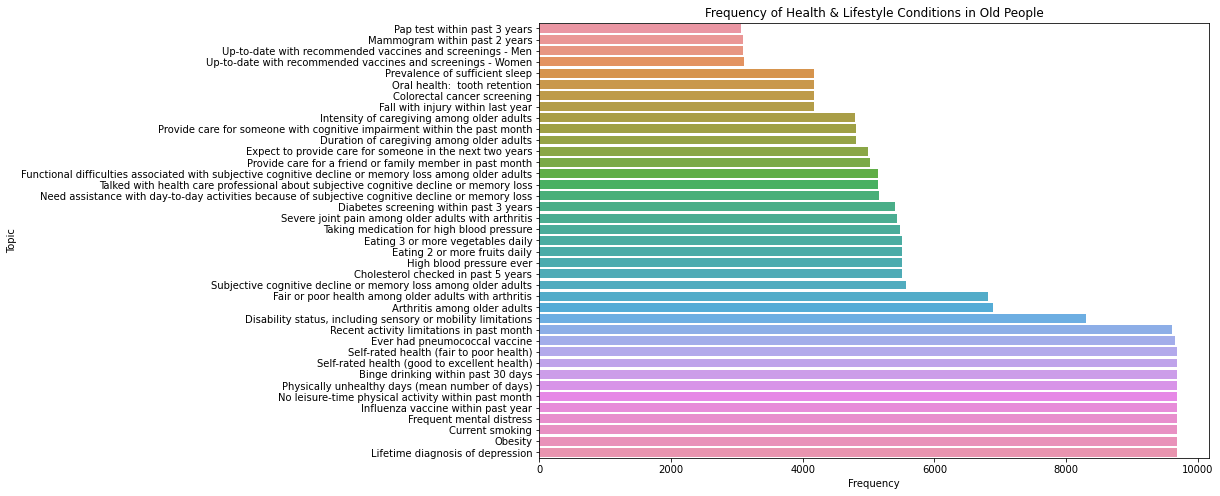 Frequency of Health & Lifestyle Conditions in Old People
Pap test within past 3 years
Mammogram within past 2 years
Up-to-date with recommended vaccines and screenings - Men
Up-to-date with recommended vaccines and screenings - Women
Prevalence of sufficient sleep
Oral health:  tooth retention
Colorectal cancer screening
Fall with injury within last year
Intensity of caregiving among older adults
Provide care for someone with cognitive impairment within the past month
Duration of caregiving among older adults
Expect to provide care for someone in the next two years
Provide care for a friend or family member in past month
Functional difficulties associated with subjective cognitive decline or memory loss among older adults
Talked with health care professional about subjective cognitive decline or memory loss
Need assistance with day-to-day activities because of subjective cognitive decline or memory loss
Diabetes screening within past 3 years
Severe joint pain among older adults with arthritis
Taking medication for high blood pressure
Eating 3 or more vegetables daily
Eating 2 or more fruits daily
High blood pressure ever
Cholesterol checked in past 5 years
Subjective cognitive decline or memory loss among older adults
Fair or poor health among older adults with arthritis
Arthritis among older adults
Disability status, including sensory or mobility limitations
Recent activity limitations in past month
Ever had pneumococcal vaccine
Self-rated health (fair to poor health)
Self-rated health (good to excellent health)
Binge drinking within past 30 days
Physically unhealthy days (mean number of days)
No leisure-time physical activity within past month
Influenza vaccine within past year
Frequent mental distress
Current smoking
Obesity
Lifetime diagnosis of depression
Topic
0 2000 4000 6000 8000 10000
Frequency